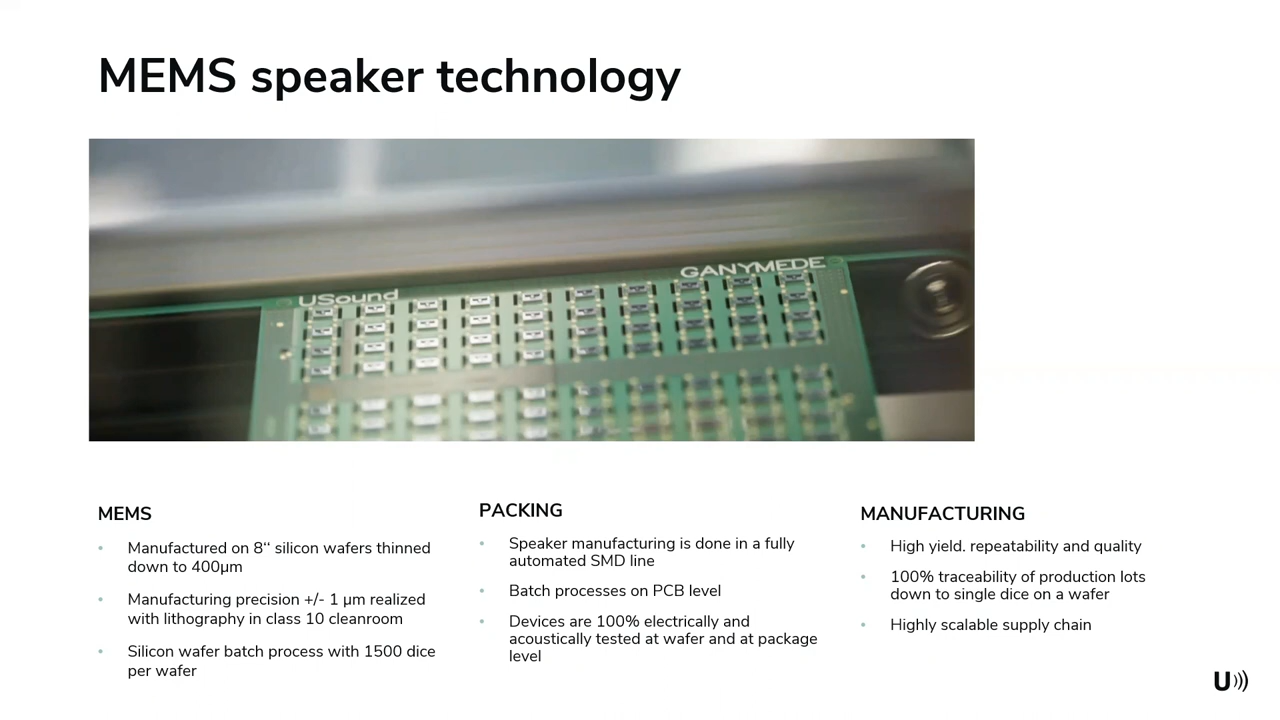 MEMS speaker technology
USound
GANYMEDE
MEMS
• Manufactured on 8“ silicon wafers thinned
down to 400µm
• Manufacturing precision +/- 1 µm realized
with lithography in class 10 cleanroom
• Silicon wafer batch process with 1500 dice
per wafer
PACKING
• Speaker manufacturing is done in a fully
automated SMD line
• Batch processes on PCB level
• Devices are 100% electrically and
acoustically tested at wafer and at package
level
MANUFACTURING
• High yield. repeatability and quality
• 100% traceability of production lots
down to single dice on a wafer
• Highly scalable supply chain
U